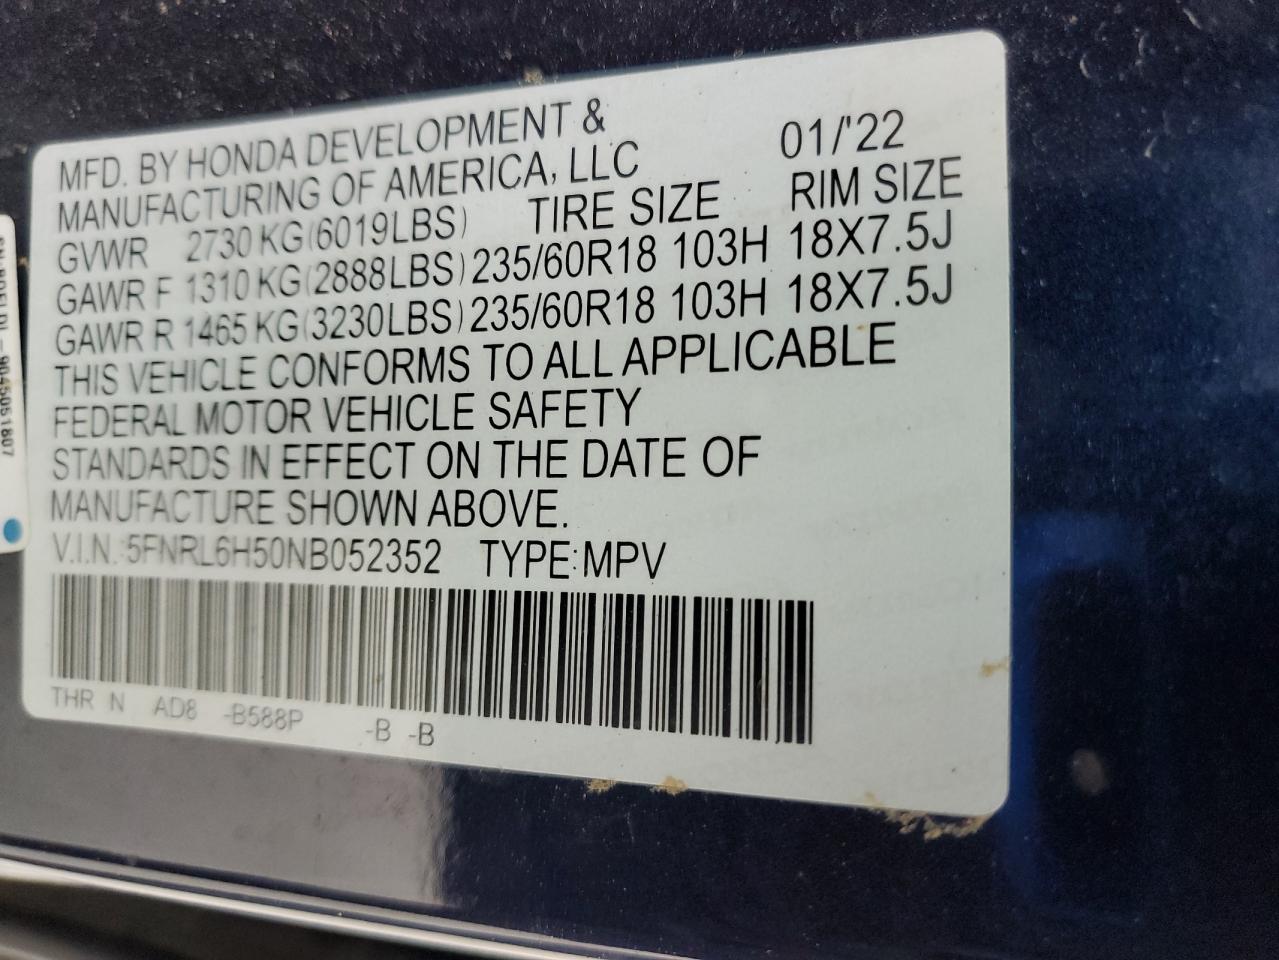 MFD. BY HONDA DEVELOPMENT &
MANUFACTURING OF AMERICA, LLC 01/'22
GVWR 2730 KG(6019LBS) TIRE SIZE RIM SIZE
GAWR F 1310 KG(2888LBS) 235/60R18 103H 18X7.5J
GAWR R 1465 KG(3230LBS) 235/60R18 103H 18X7.5J
THIS VEHICLE CONFORMS TO ALL APPLICABLE
FEDERAL MOTOR VEHICLE SAFETY
STANDARDS IN EFFECT ON THE DATE OF
MANUFACTURE SHOWN ABOVE.
V.I.N.:5FNRL6H50NB052352 TYPE:MPV
THR N AD8 -B588P -B -B